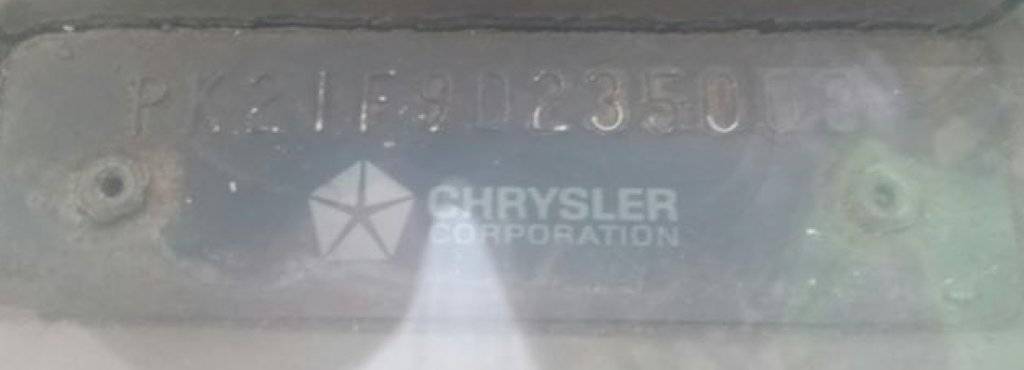 PK21F9D2350
CHRYSLER
CORPORATION